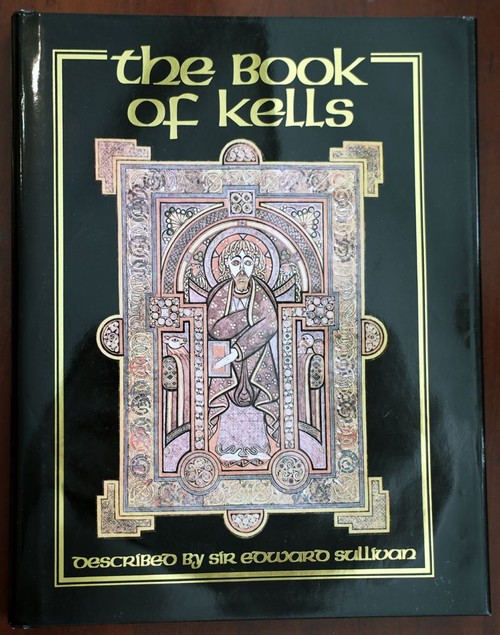 the Book
of Kells
described by Sir Edward Sullivan